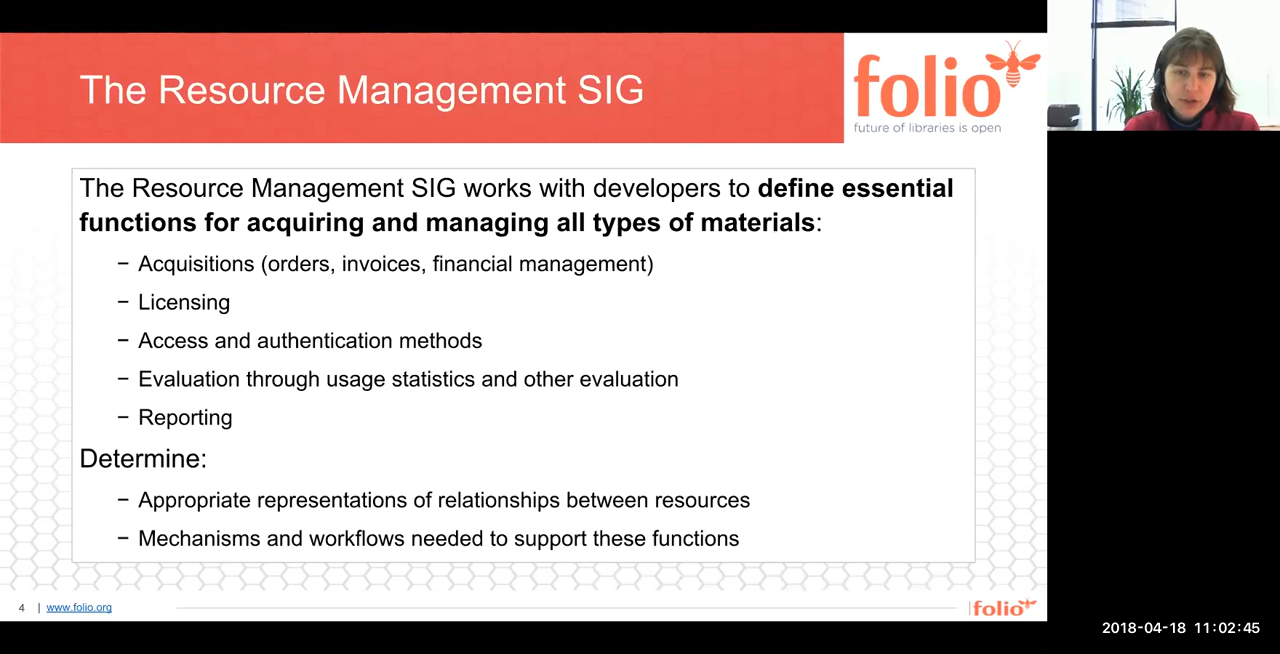 The Resource Management SIG
folio
future of libraries is open
The Resource Management SIG works with developers to define essential
functions for acquiring and managing all types of materials:
− Acquisitions (orders, invoices, financial management)
− Licensing
− Access and authentication methods
− Evaluation through usage statistics and other evaluation
− Reporting
Determine:
− Appropriate representations of relationships between resources
− Mechanisms and workflows needed to support these functions
4 | www.folio.org
folio
2018-04-18 11:02:45